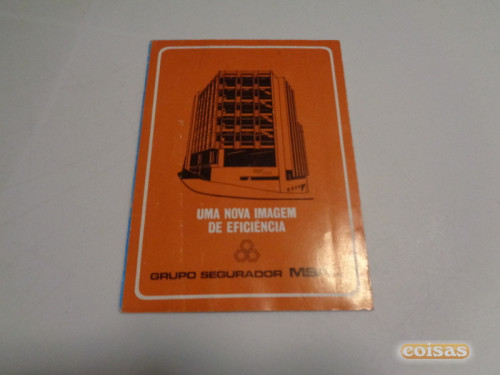 UMA NOVA IMAGEM
DE EFICIÊNCIA
GRUPO SEGURADOR
coisas